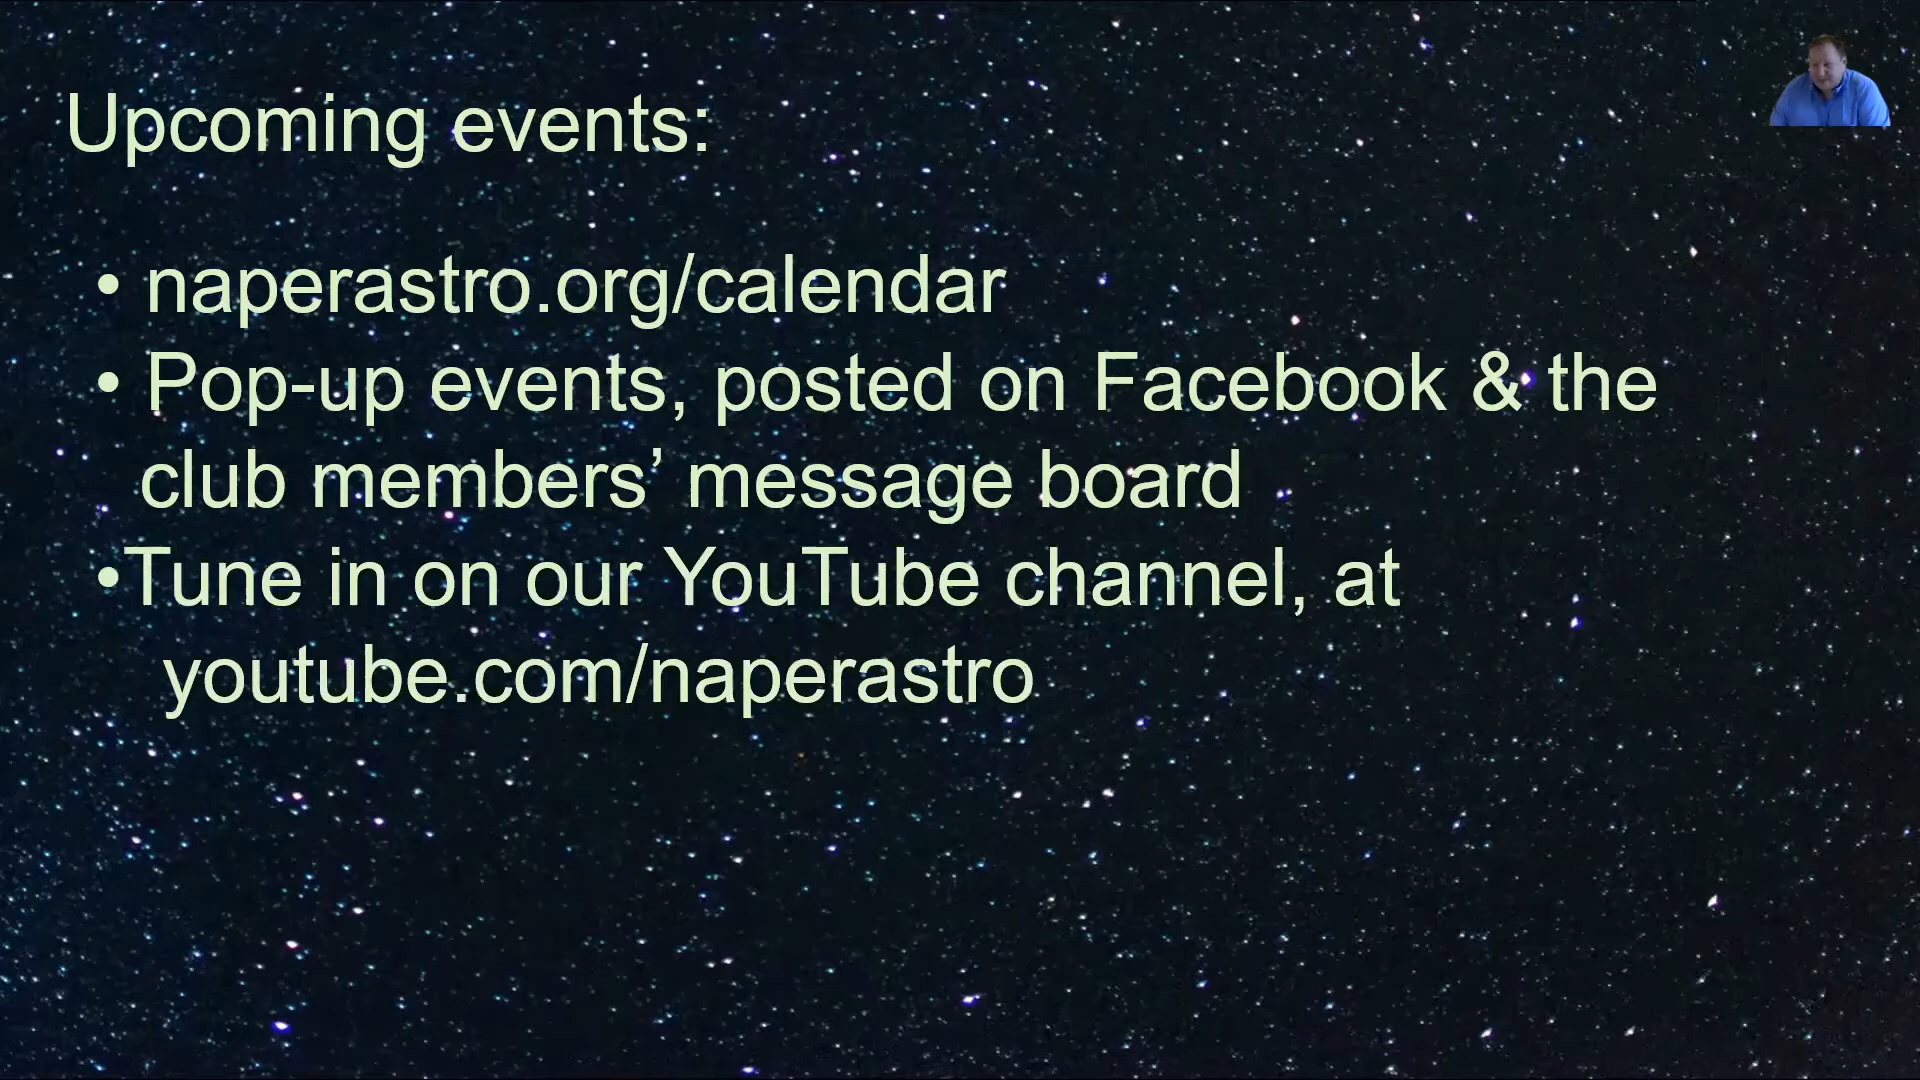 Upcoming events:
• naperastro.org/calendar
• Pop-up events, posted on Facebook & the
club members’ message board
•Tune in on our YouTube channel, at
youtube.com/naperastro